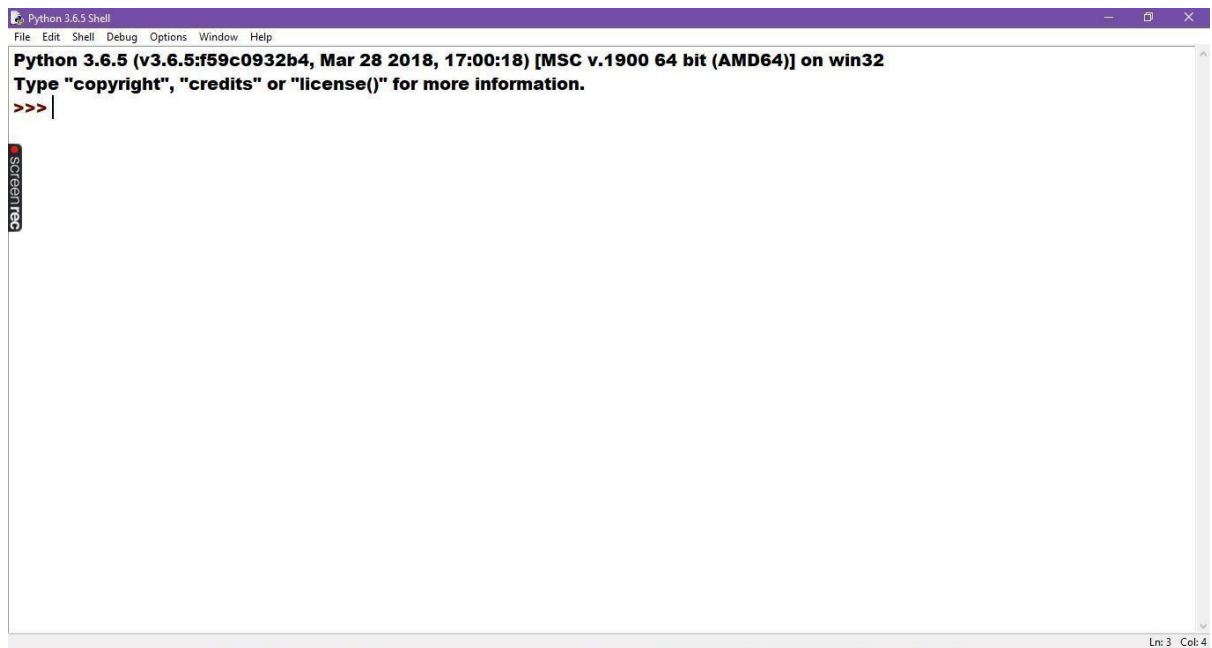 Python 3.6.5 Shell
File Edit Shell Debug Options Window Help
Python 3.6.5 (v3.6.5:f59c0932b4, Mar 28 2018, 17:00:18) [MSC v.1900 64 bit (AMD64)] on win32
Type "copyright", "credits" or "license()" for more information.
>>>
screenrec
Ln: 3 Col: 4